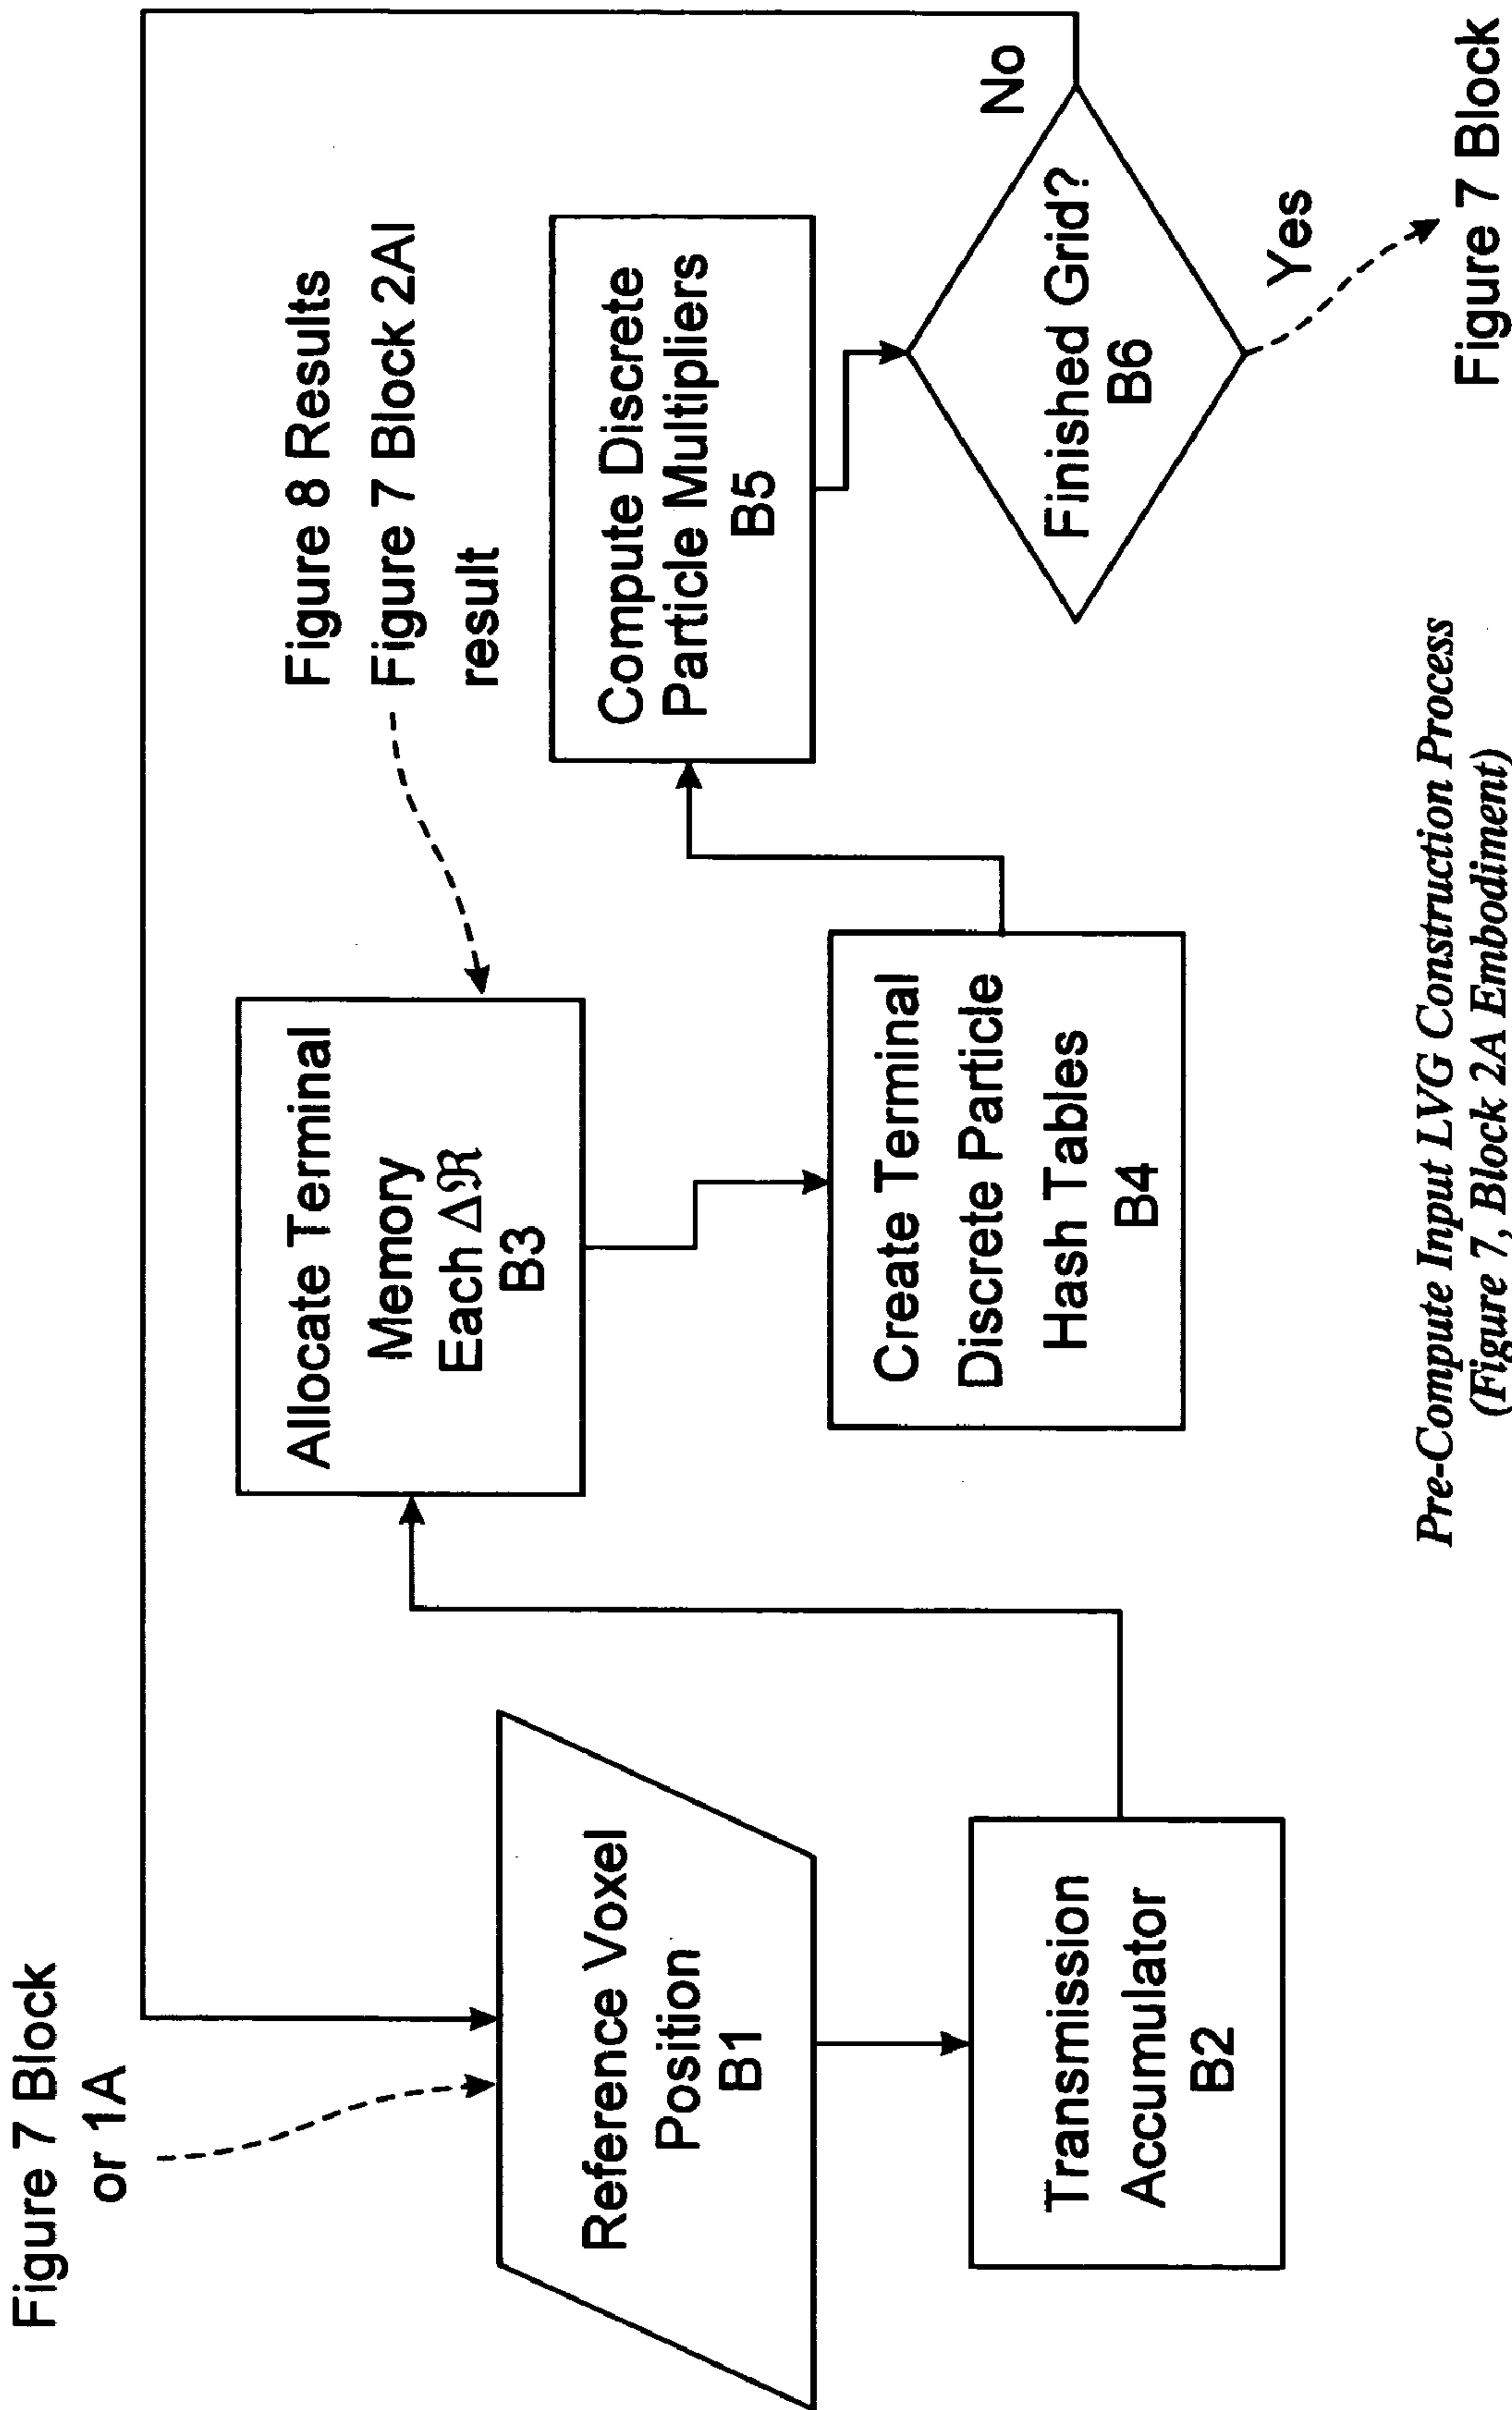 Figure 7 Block
or 1A
Reference Voxel
Position
B1
Transmission
Accumulator
B2
Allocate Terminal
Memory
Each Δℜ
B3
Figure 8 Results
Figure 7 Block 2AI
result
Create Terminal
Discrete Particle
Hash Tables
B4
Compute Discrete
Particle Multipliers
B5
Finished Grid?
B6
No
Yes
Figure 7 Block
Pre-Compute Input LVG Construction Process
(Figure 7, Block 2A Embodiment)